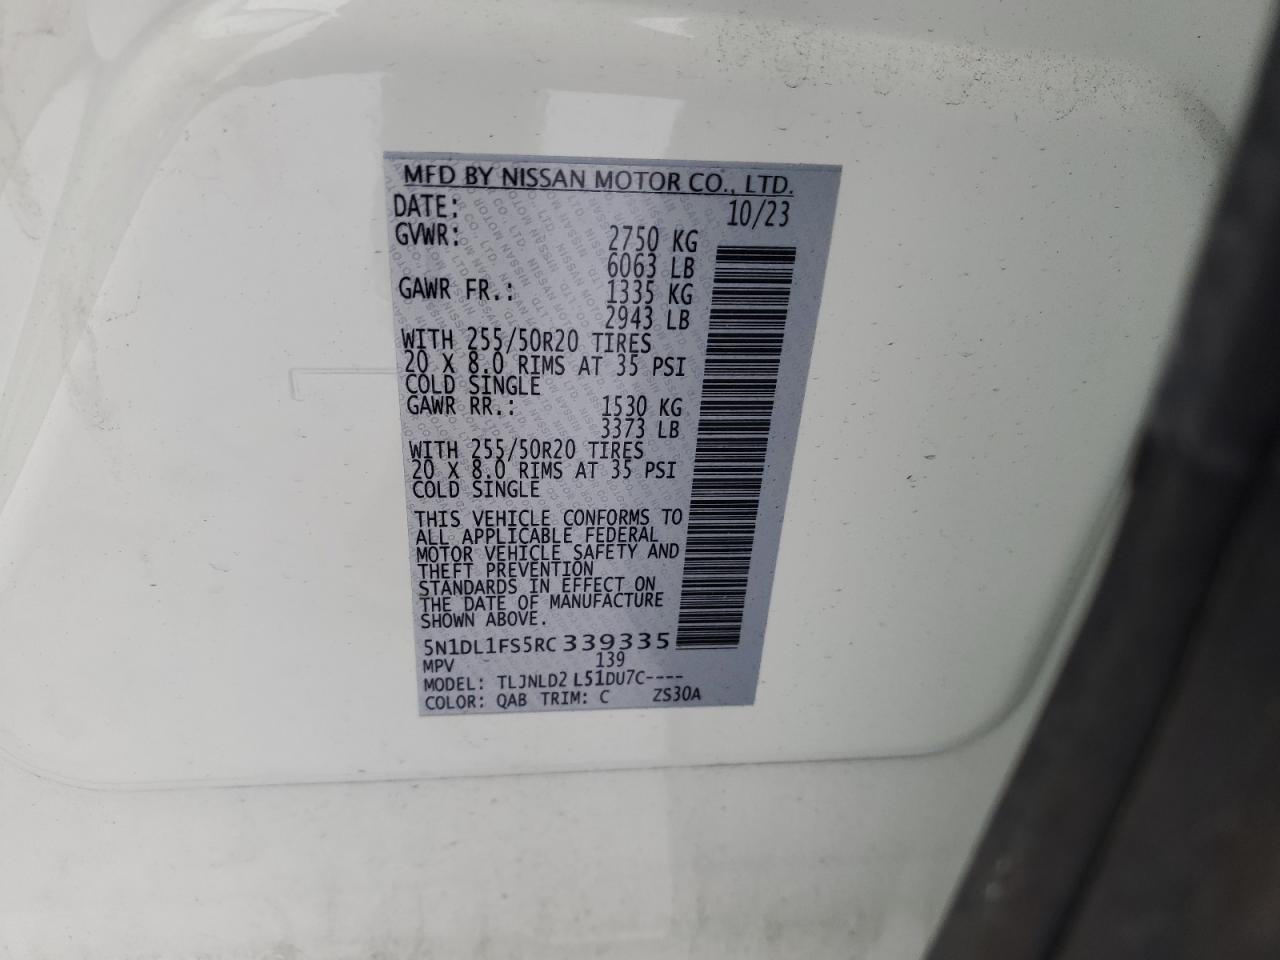 MFD BY NISSAN MOTOR CO., LTD.
DATE: 10/23
GVWR: 2750 KG
6063 LB
GAWR FR.: 1335 KG
2943 LB
WITH 255/50R20 TIRES
20 X 8.0 RIMS AT 35 PSI
COLD SINGLE
GAWR RR.: 1530 KG
3373 LB
WITH 255/50R20 TIRES
20 X 8.0 RIMS AT 35 PSI
COLD SINGLE
THIS VEHICLE CONFORMS TO
ALL APPLICABLE FEDERAL
MOTOR VEHICLE SAFETY AND
THEFT PREVENTION
STANDARDS IN EFFECT ON
THE DATE OF MANUFACTURE
SHOWN ABOVE.
5N1DL1FS5RC339335
MPV 139
MODEL: TLJNLD2 L51DU7C----
COLOR: QAB TRIM: C ZS30A